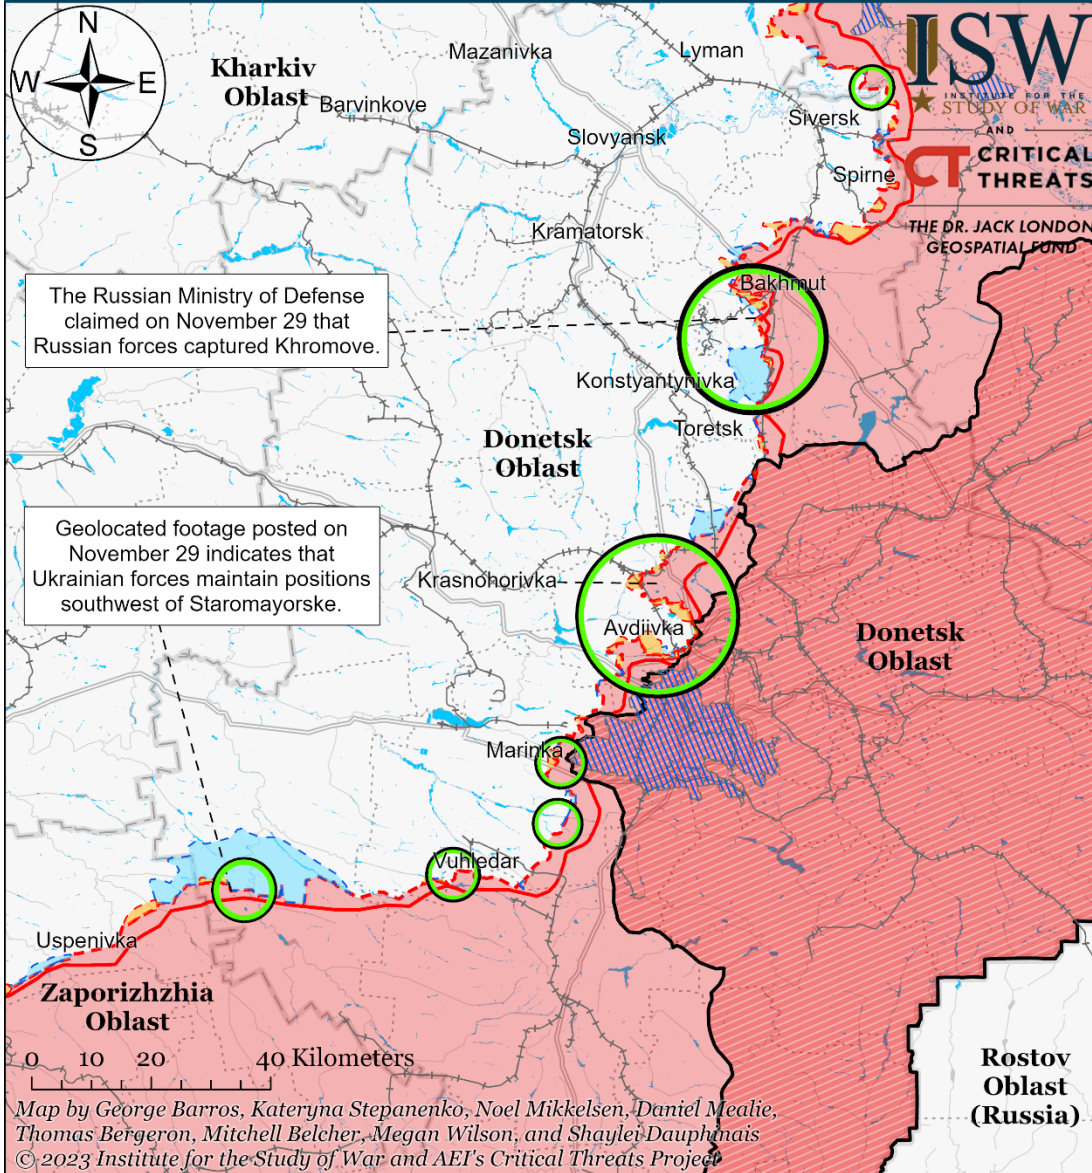 N
W
E
S
Kharkiv
Oblast
Mazanivka
Lyman
Barvinkove
Slovyansk
Siversk
Spirne
Kramatorsk
ISW
INSTITUTE FOR THE
STUDY OF WAR
AND
CT CRITICAL
THREATS
THE DR. JACK LONDON
GEOSPATIAL FUND
The Russian Ministry of Defense
claimed on November 29 that
Russian forces captured Khromove.
Bakhmut
Konstyantynivka
Toretsk
Donetsk
Oblast
Geolocated footage posted on
November 29 indicates that
Ukrainian forces maintain positions
southwest of Staromayorske.
Krasnohorivka
Avdiivka
Donetsk
Oblast
Marinka
Vuhledar
Uspenivka
Zaporizhzhia
Oblast
0 10 20 40 Kilometers
Rostov
Oblast
(Russia)
Map by George Barros, Kateryna Stepanenko, Noel Mikkelsen, Daniel Mealie,
Thomas Bergeron, Mitchell Belcher, Megan Wilson, and Shaylei Dauphinais
© 2023 Institute for the Study of War and AEI's Critical Threats Project